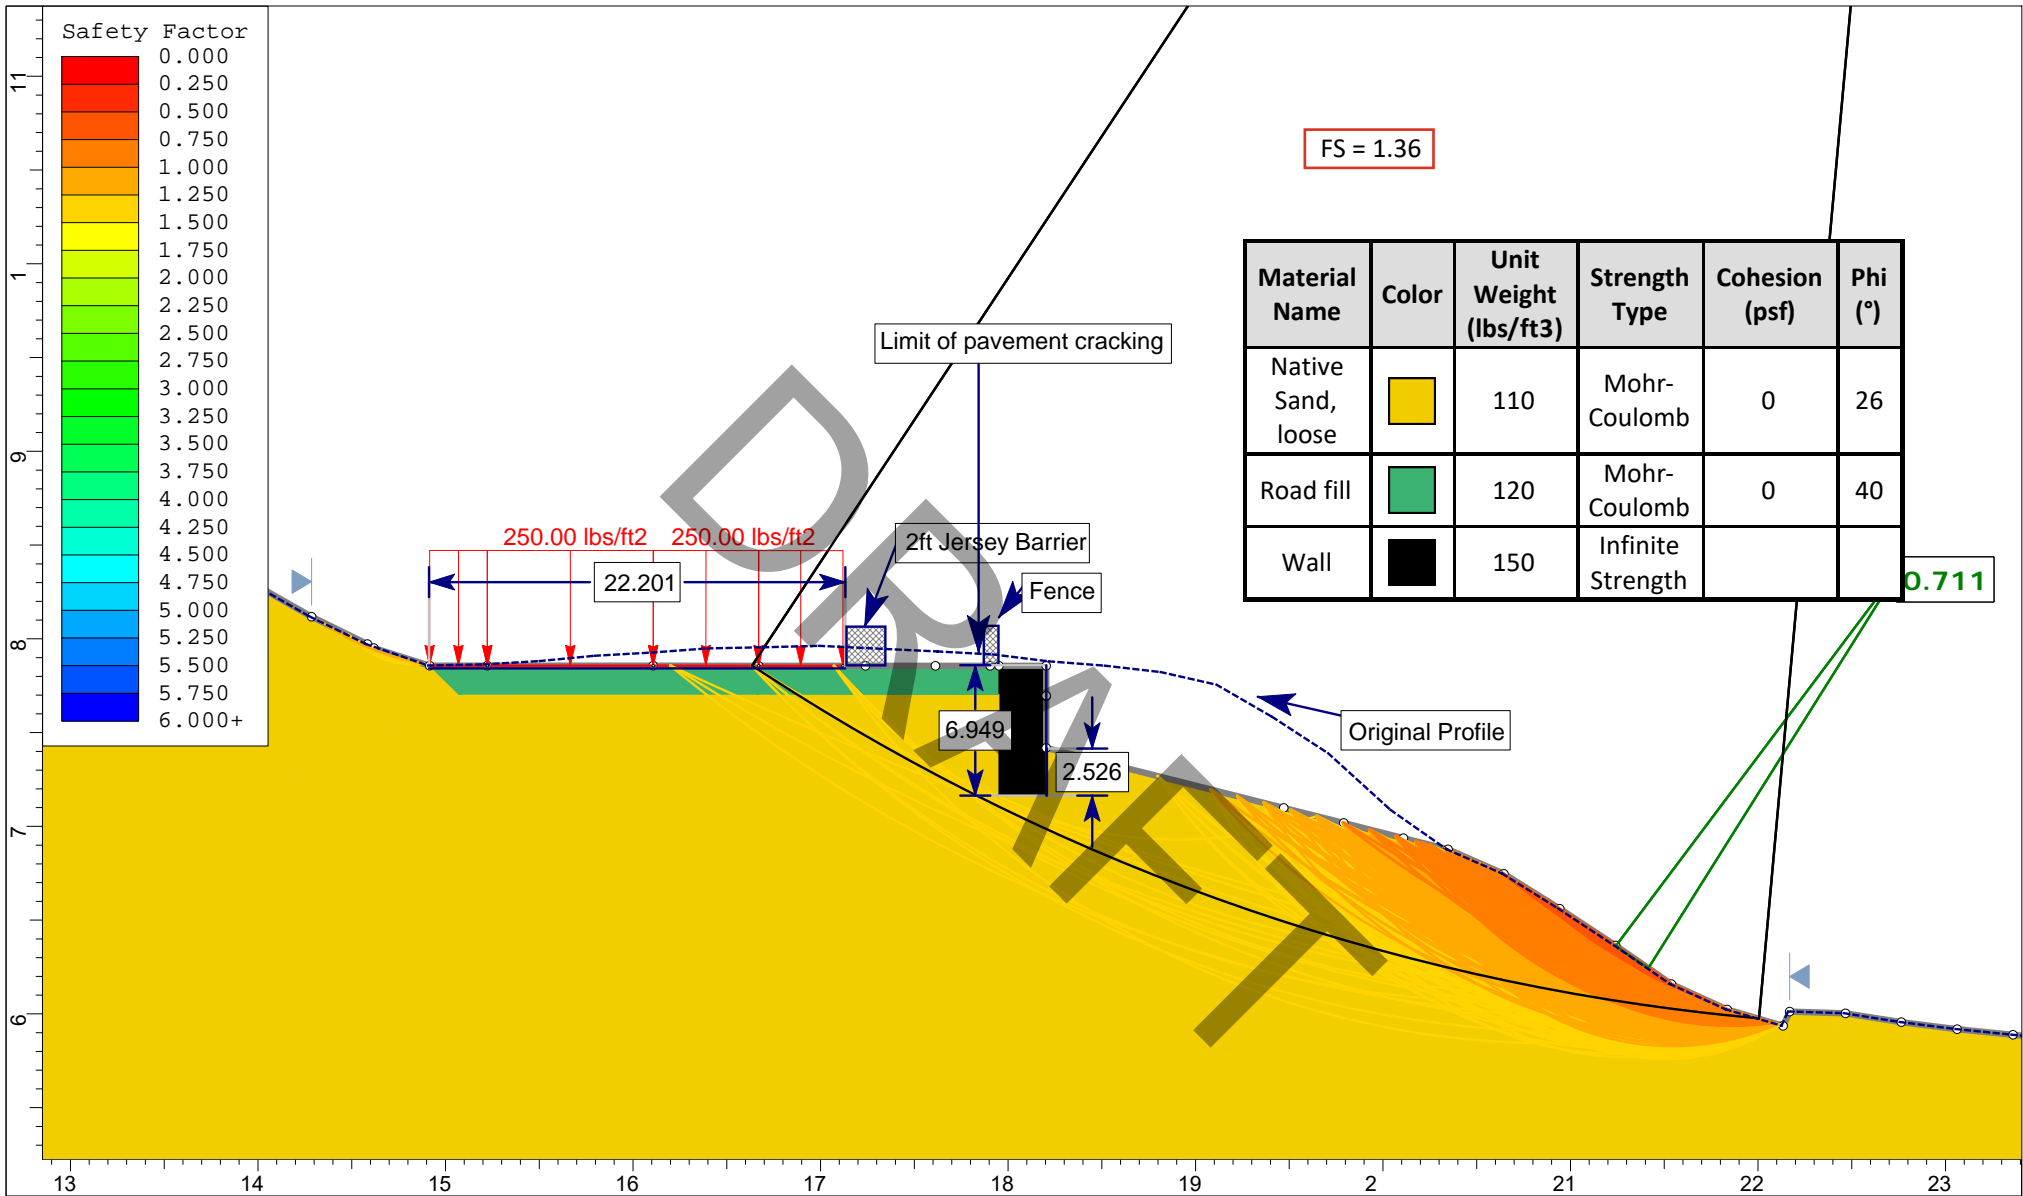 Safety Factor
0.000
0.250
0.500
0.750
1.000
1.250
1.500
1.750
2.000
2.250
2.500
2.750
3.000
3.250
3.500
3.750
4.000
4.250
4.500
4.750
5.000
5.250
5.500
5.750
6.000+
FS = 1.36
Material Name Color Unit Weight (lbs/ft3) Strength Type Cohesion (psf) Phi (°)
Native Sand, loose 110 Mohr-Coulomb 0 26
Road fill 120 Mohr-Coulomb 0 40
Wall 150 Infinite Strength
0.711
Limit of pavement cracking
250.00 lbs/ft2 250.00 lbs/ft2
22.201
2ft Jersey Barrier
Fence
6.949
2.526
Original Profile
DRAFT
11
1
9
8
7
6
13 14 15 16 17 18 19 2 21 22 23